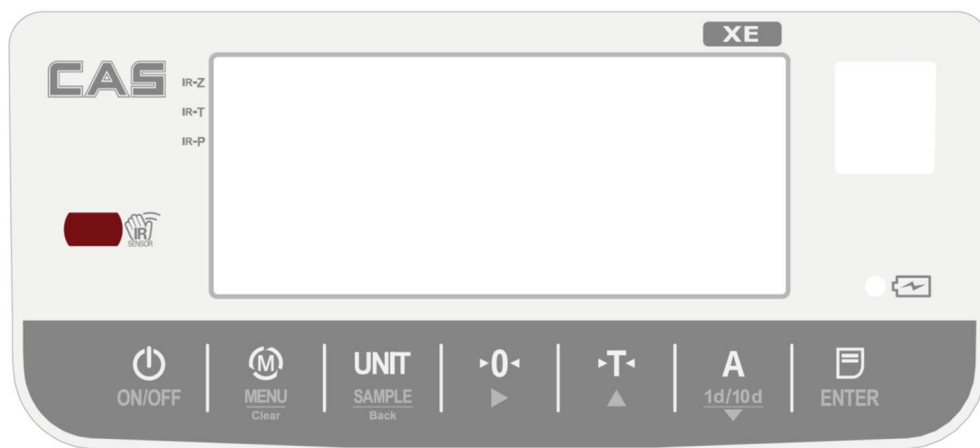 XE
CAS
IR-Z
IR-T
IR-P
IR
SENSOR
M
UNIT
0
T
A
ON/OFF
MENU
SAMPLE
1d/10d
ENTER
Clear
Back